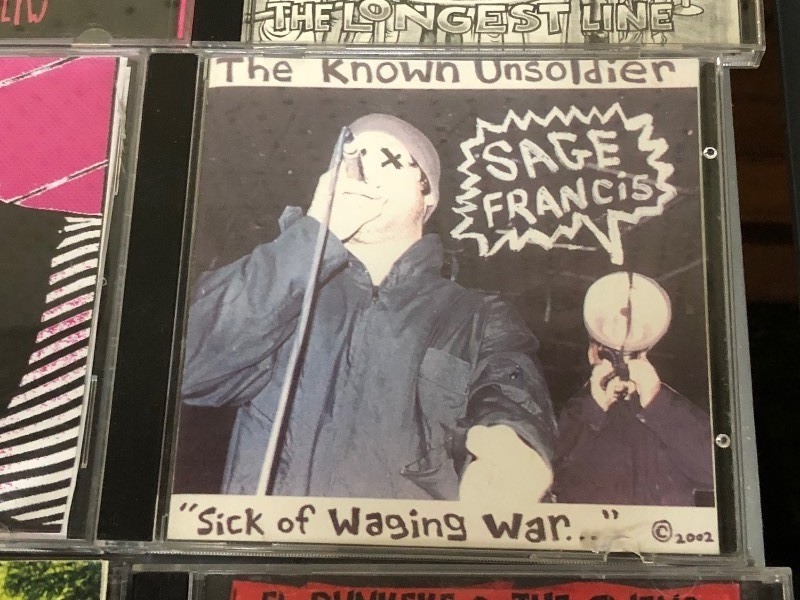 THE LONGEST LINE
The Known Unsoldier
SAGE
FRANCiS
"Sick of Waging War..."
©2002